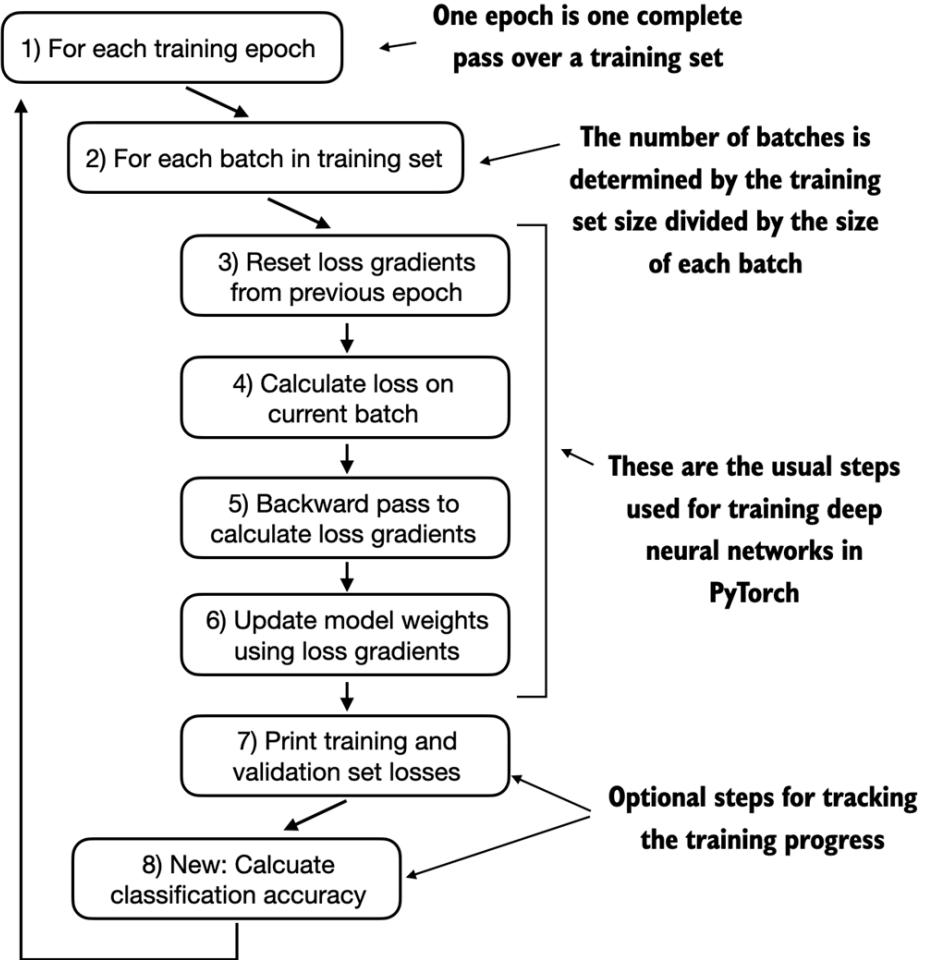 One epoch is one complete
pass over a training set
1) For each training epoch
2) For each batch in training set
The number of batches is
determined by the training
set size divided by the size
of each batch
3) Reset loss gradients
from previous epoch
4) Calculate loss on
current batch
5) Backward pass to
calculate loss gradients
6) Update model weights
using loss gradients
These are the usual steps
used for training deep
neural networks in
PyTorch
7) Print training and
validation set losses
8) New: Calcuate
classification accuracy
Optional steps for tracking
the training progress